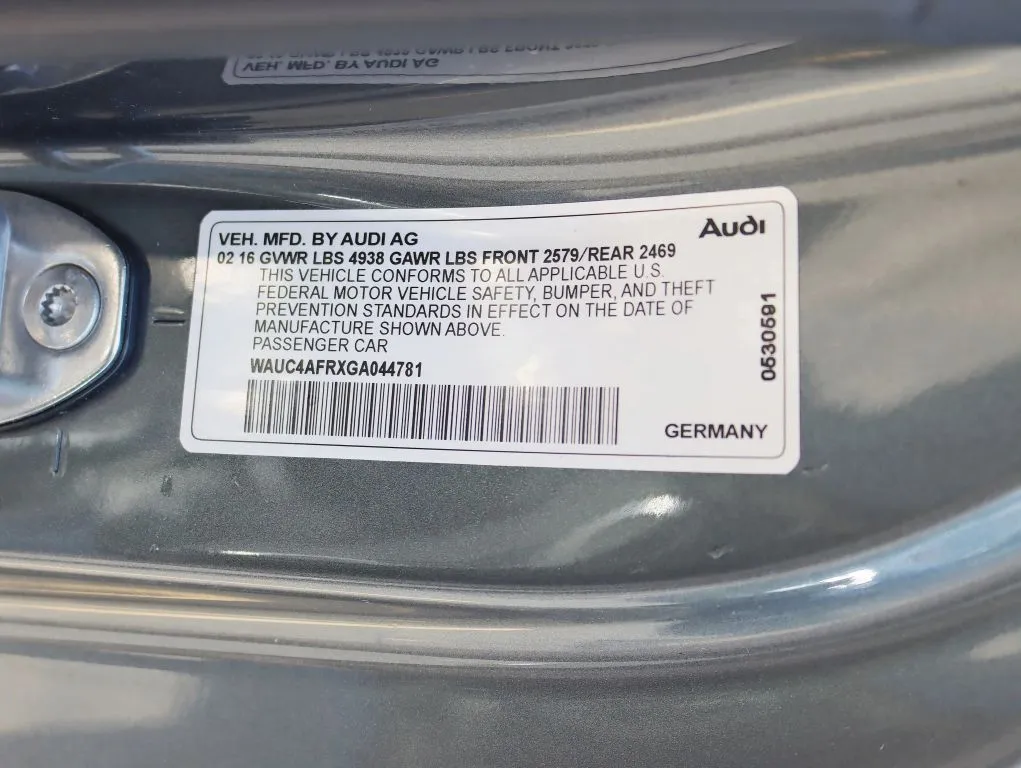 VEH. MFD. BY AUDI AG
Audi
VEH. MFD. BY AUDI AG
02 16 GVWR LBS 4938 GAWR LBS FRONT 2579/REAR 2469
THIS VEHICLE CONFORMS TO ALL APPLICABLE U.S.
FEDERAL MOTOR VEHICLE SAFETY, BUMPER, AND THEFT
PREVENTION STANDARDS IN EFFECT ON THE DATE OF
MANUFACTURE SHOWN ABOVE.
PASSENGER CAR
WAUC4AFRXGA044781
0530591
GERMANY